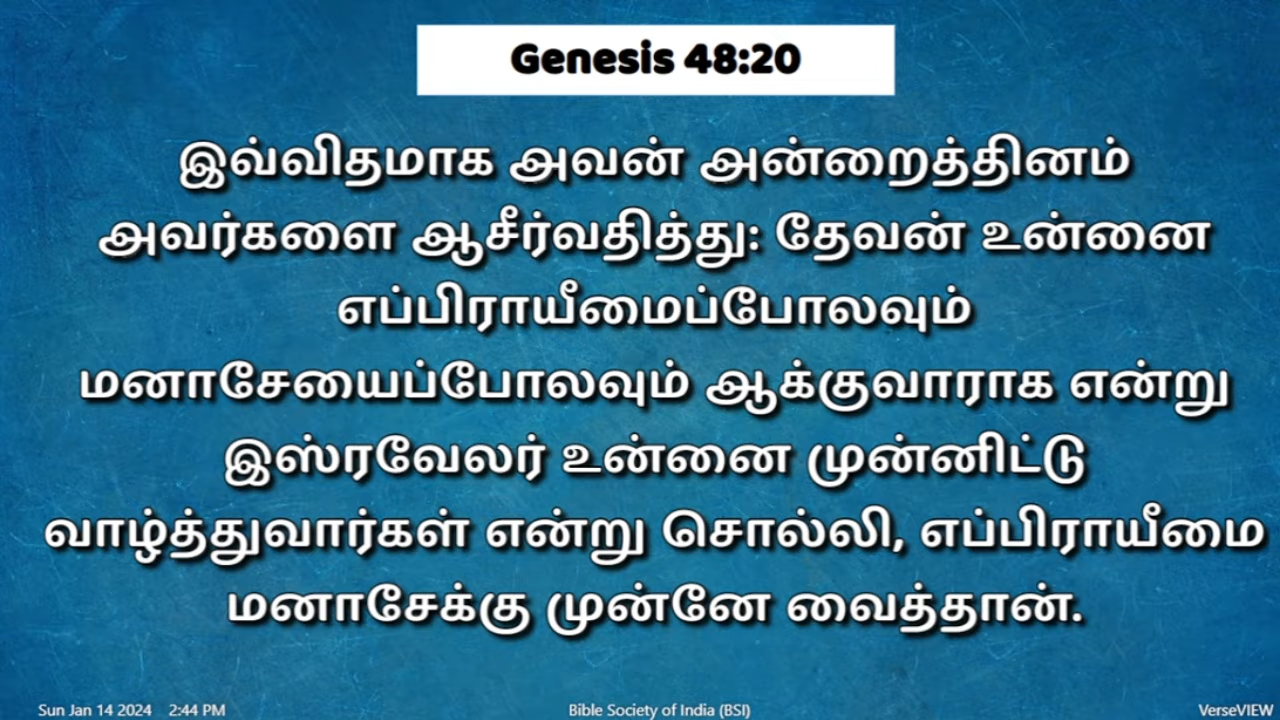 Genesis 48:20
இவ்விதமாக அவன் அன்றைத்தினம்
அவர்களை ஆசீர்வதித்து: தேவன் உன்னை
எப்பிராயீமைப்போலவும்
மனாசேயைப்போலவும் ஆக்குவாராக என்று
இஸ்ரவேலர் உன்னை முன்னிட்டு
வாழ்த்துவார்கள் என்று சொல்லி, எப்பிராயீமை
மனாசேக்கு முன்னே வைத்தான்.
Sun Jan 14 2024 2:44 PM Bible Society of India (BSI) VerseVIEW